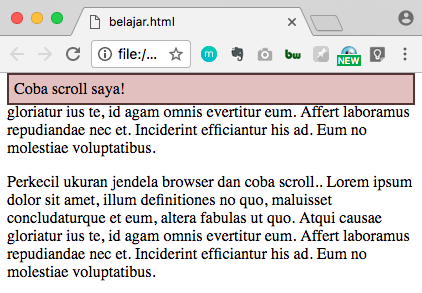 belajar.html
file:/...
m
bw
NEW
Coba scroll saya!
gloriatur ius te, id agam omnis evertitur eum. Affert laboramus
repudiandae nec et. Inciderint efficiantur his ad. Eum no
molestiae voluptatibus.
Perkecil ukuran jendela browser dan coba scroll.. Lorem ipsum
dolor sit amet, illum definitiones no quo, maluisset
concludaturque et eum, altera fabulas ut quo. Atqui causae
gloriatur ius te, id agam omnis evertitur eum. Affert laboramus
repudiandae nec et. Inciderint efficiantur his ad. Eum no
molestiae voluptatibus.